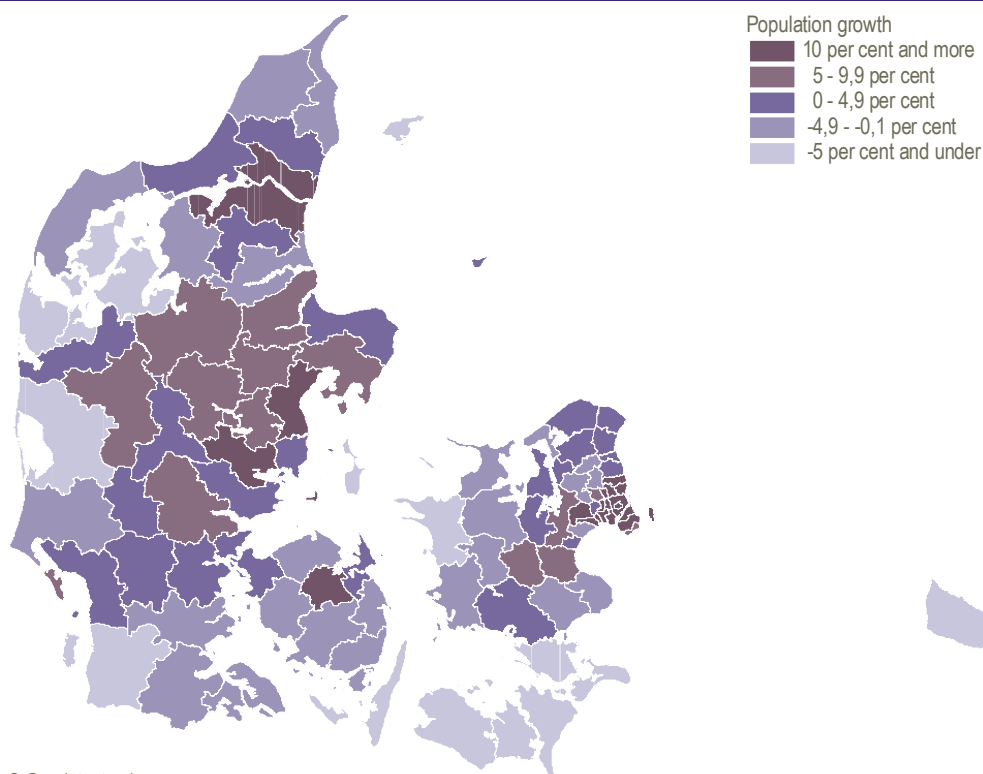 Population growth
10 per cent and more
5 - 9,9 per cent
0 - 4,9 per cent
-4,9 - -0,1 per cent
-5 per cent and under